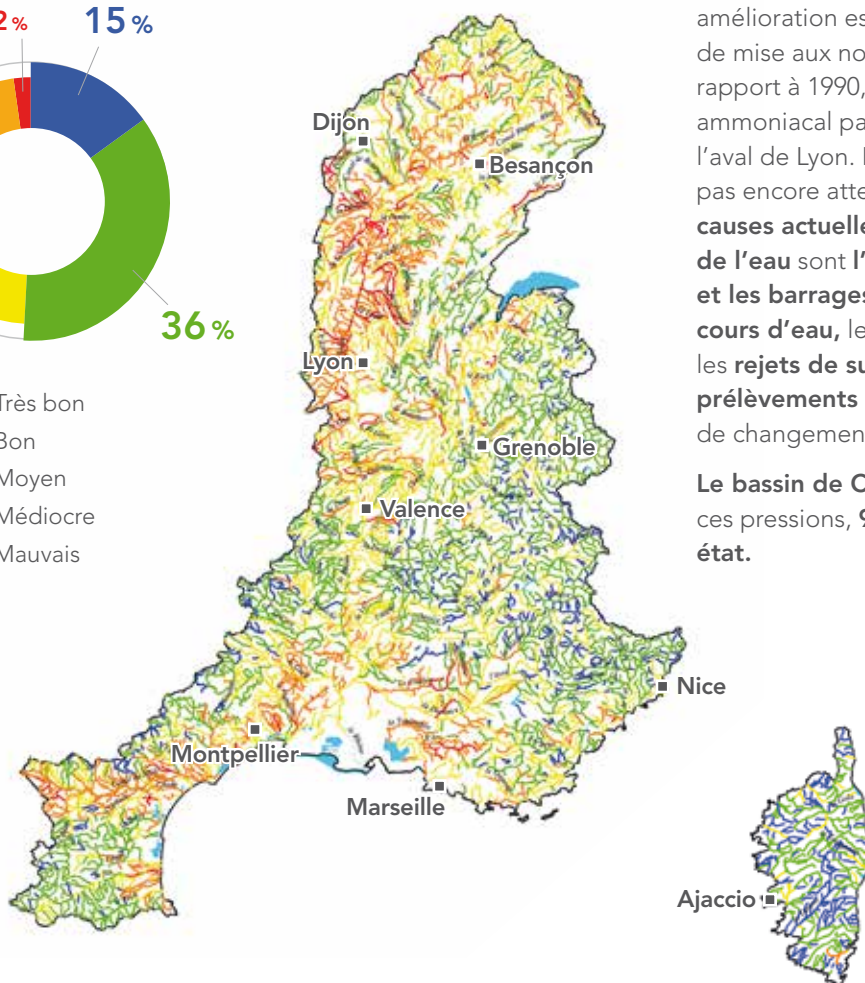 2 %
15 %
36 %
Très bon
Bon
Moyen
Médiocre
Mauvais
Dijon
Besançon
Lyon
Grenoble
Valence
Nice
Montpellier
Marseille
Ajaccio
amélioration es
de mise aux no
rapport à 1990,
ammoniacal pa
l’aval de Lyon.
pas encore atte
causes actuelle
de l’eau sont l’
et les barrages
cours d’eau, le
les rejets de su
prélèvements
de changemen
Le bassin de C
ces pressions, 9
état.